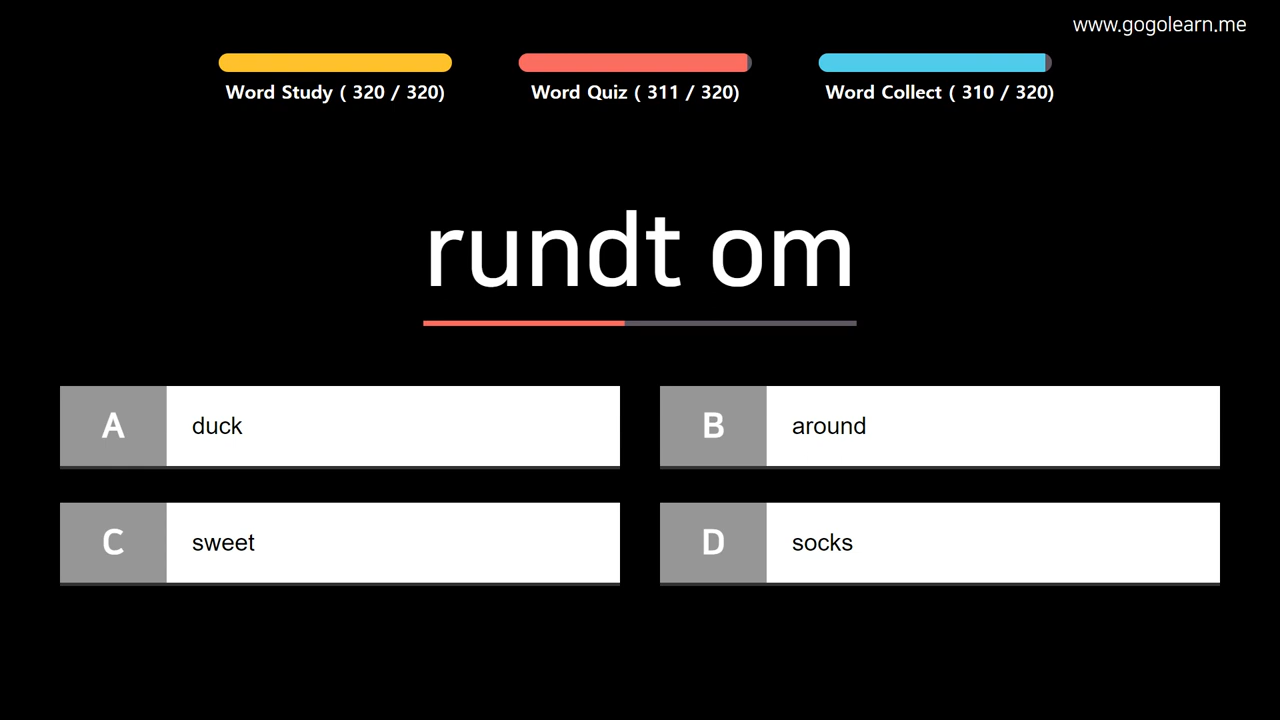 www.gogolearn.me
Word Study ( 320 / 320)
Word Quiz ( 311 / 320)
Word Collect ( 310 / 320)
rundt om
A duck
B around
C sweet
D socks